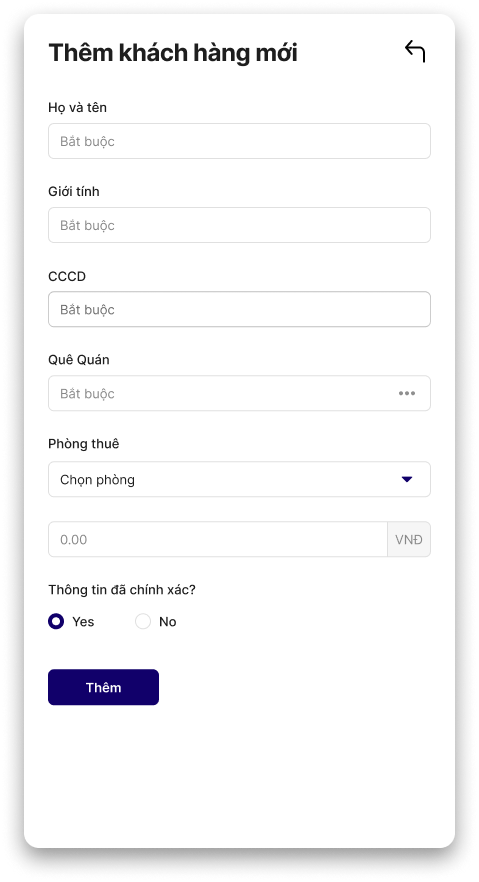 Thêm khách hàng mới
Họ và tên
Bắt buộc
Giới tính
Bắt buộc
CCCD
Bắt buộc
Quê Quán
Bắt buộc
Phòng thuê
Chọn phòng
0.00 VNĐ
Thông tin đã chính xác?
Yes No
Thêm